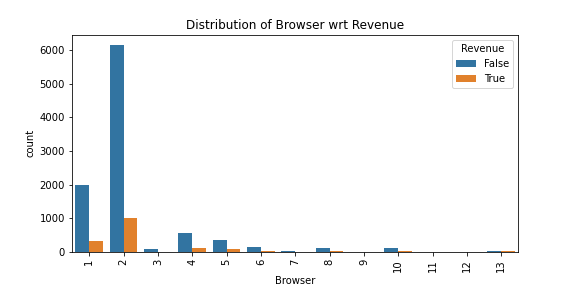 Distribution of Browser wrt Revenue
Revenue
False
True
6000
5000
4000
3000
2000
1000
0
count
1 2 3 4 5 6 7 8 9 10 11 12 13
Browser